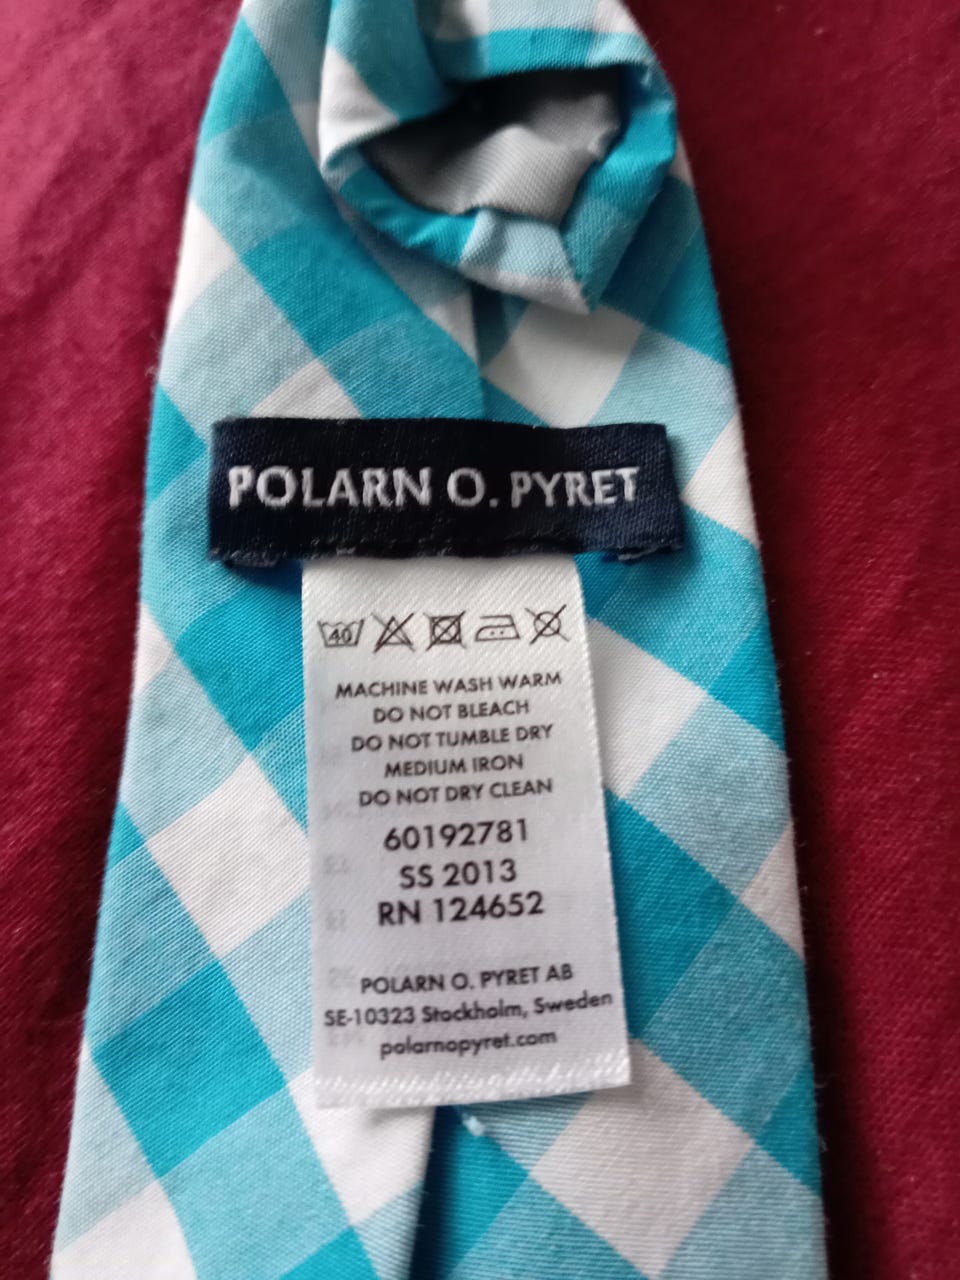 POLARN O. PYRET
40
MACHINE WASH WARM
DO NOT BLEACH
DO NOT TUMBLE DRY
MEDIUM IRON
DO NOT DRY CLEAN
60192781
SS 2013
RN 124652
POLARN O. PYRET AB
SE-10323 Stockholm, Sweden
polarnopyret.com